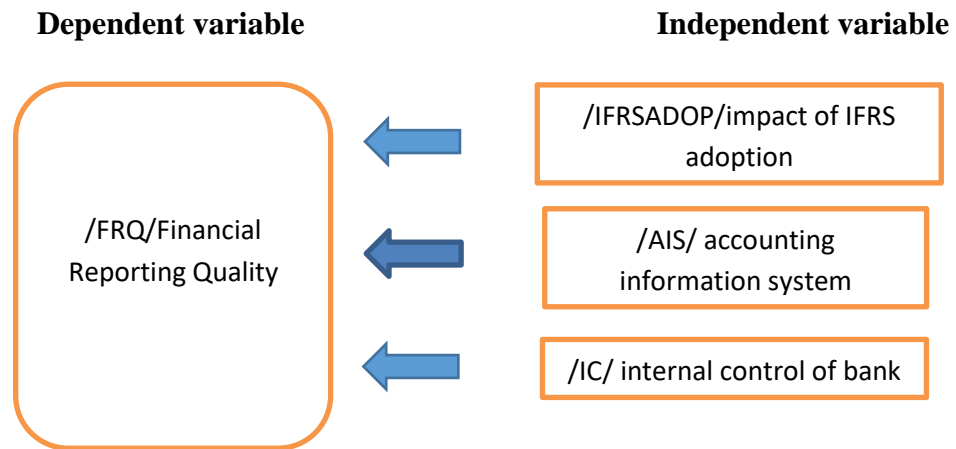 Dependent variable
Independent variable
/FRQ/Financial
Reporting Quality
/IFRSADOP/impact of IFRS
adoption
/AIS/ accounting
information system
/IC/ internal control of bank